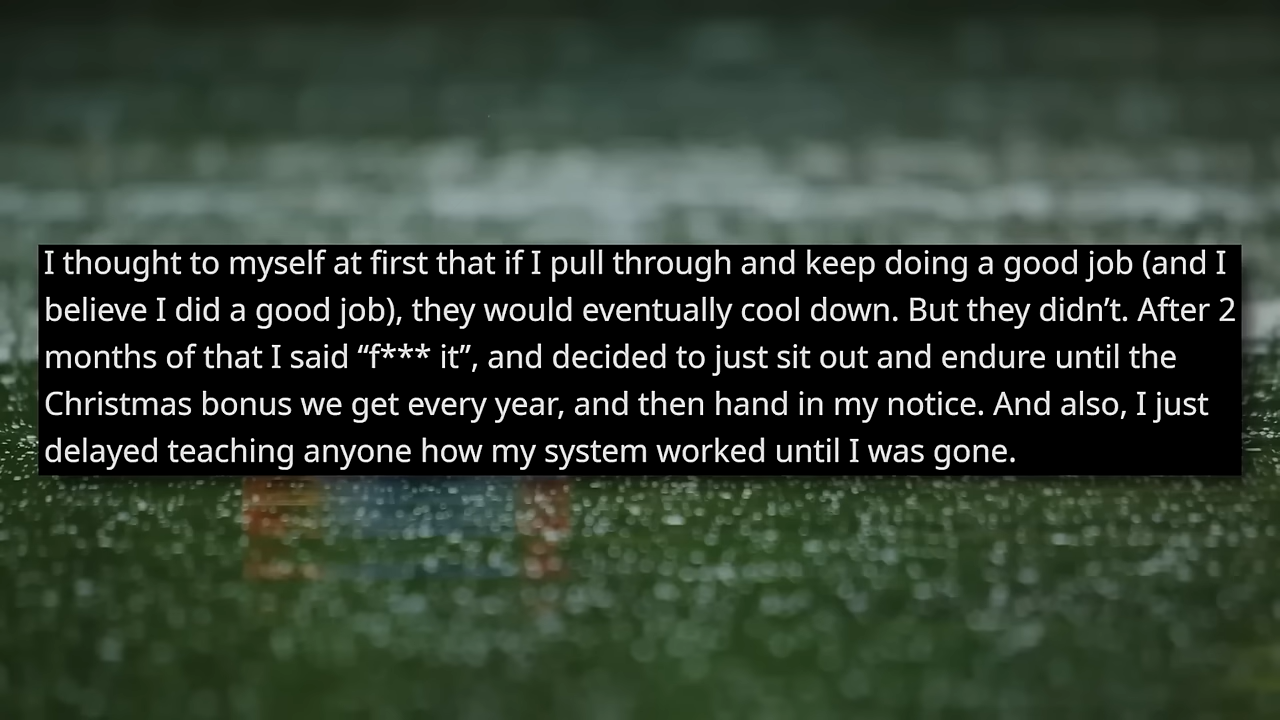 I thought to myself at first that if I pull through and keep doing a good job (and I
believe I did a good job), they would eventually cool down. But they didn’t. After 2
months of that I said “f*** it”, and decided to just sit out and endure until the
Christmas bonus we get every year, and then hand in my notice. And also, I just
delayed teaching anyone how my system worked until I was gone.